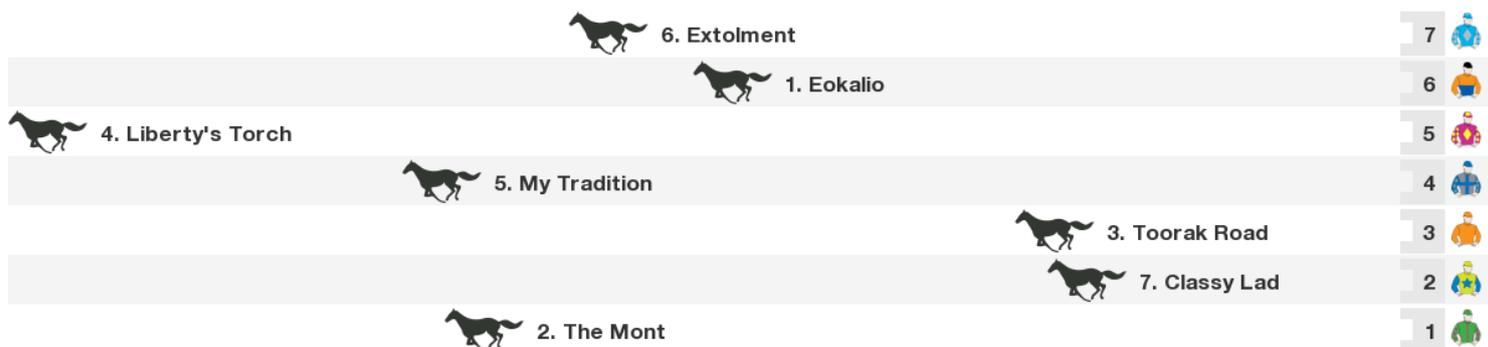 6. Extolment 7
1. Eokalio 6
4. Liberty's Torch 5
5. My Tradition 4
3. Toorak Road 3
7. Classy Lad 2
2. The Mont 1